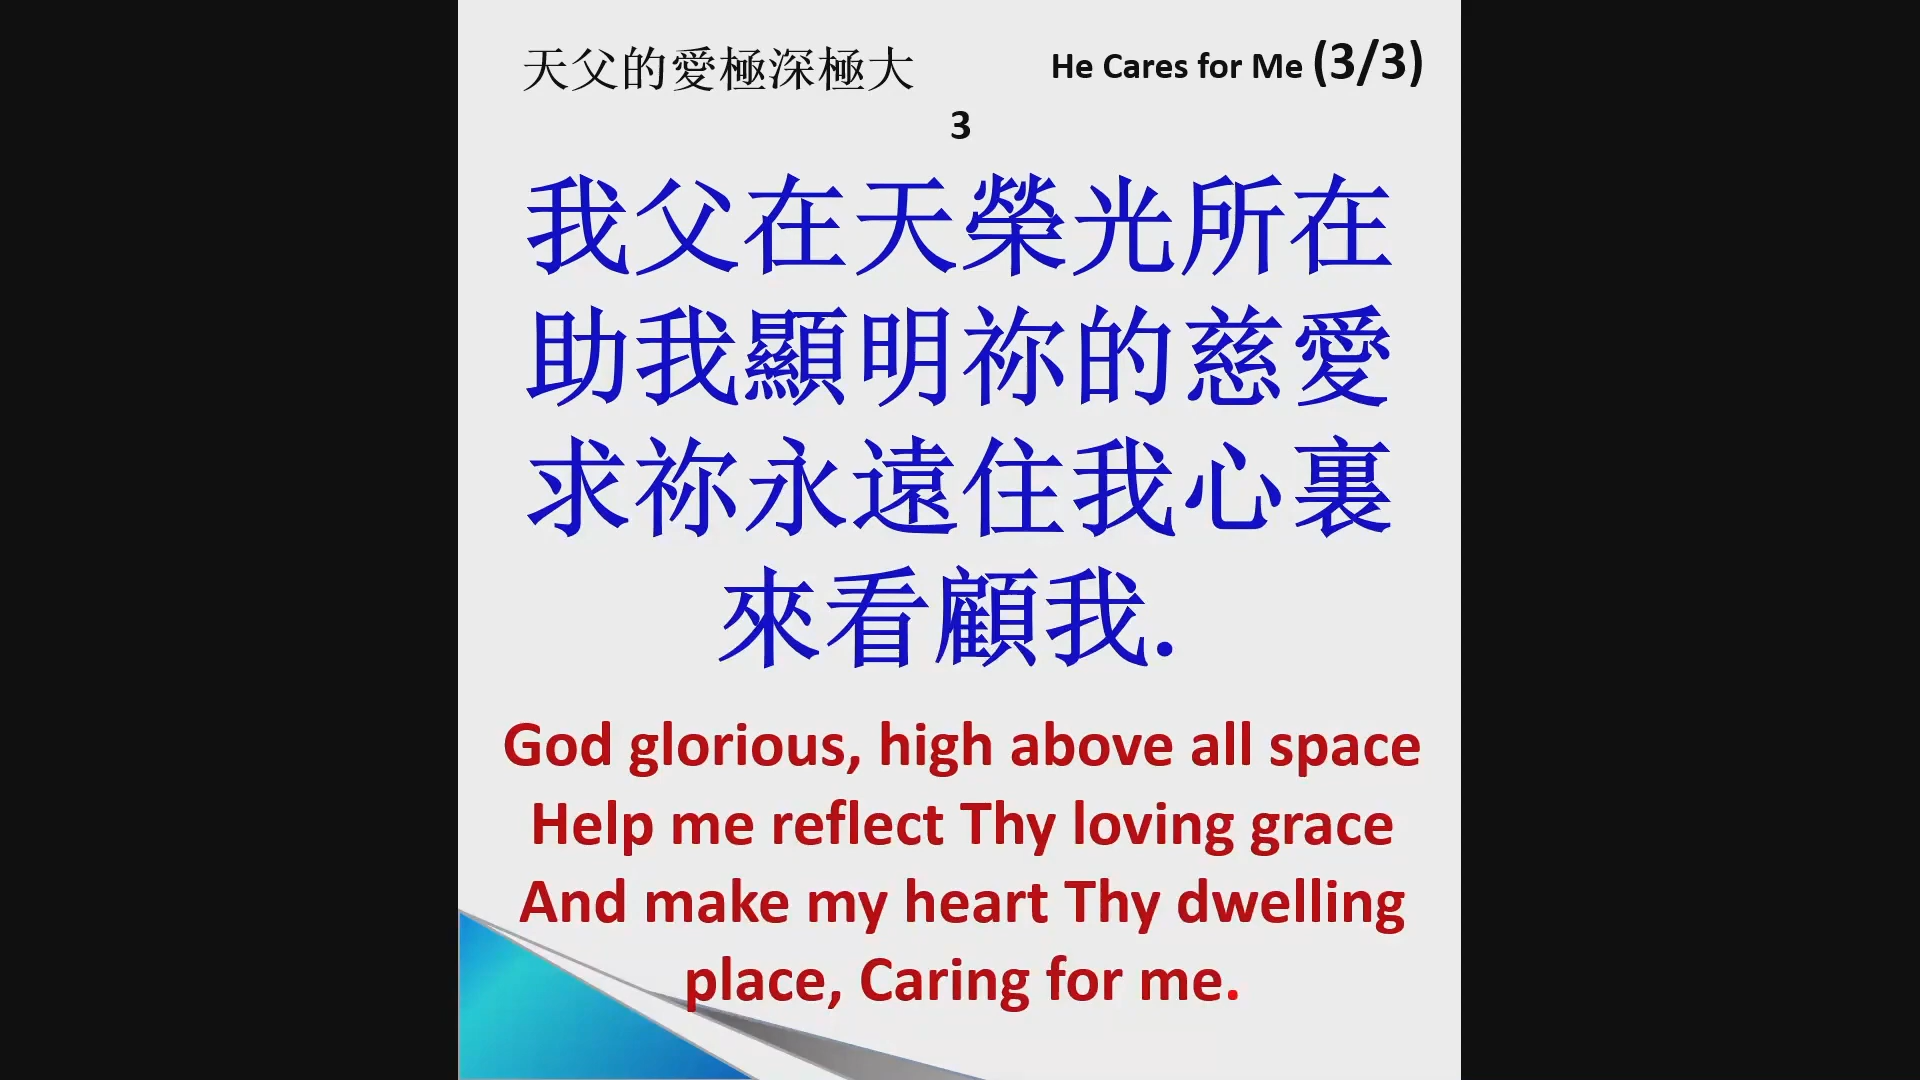 天父的愛極深極大 He Cares for Me (3/3)
3
我父在天榮光所在
助我顯明祢的慈愛
求祢永遠住我心裏
來看顧我.
God glorious, high above all space
Help me reflect Thy loving grace
And make my heart Thy dwelling
place, Caring for me.